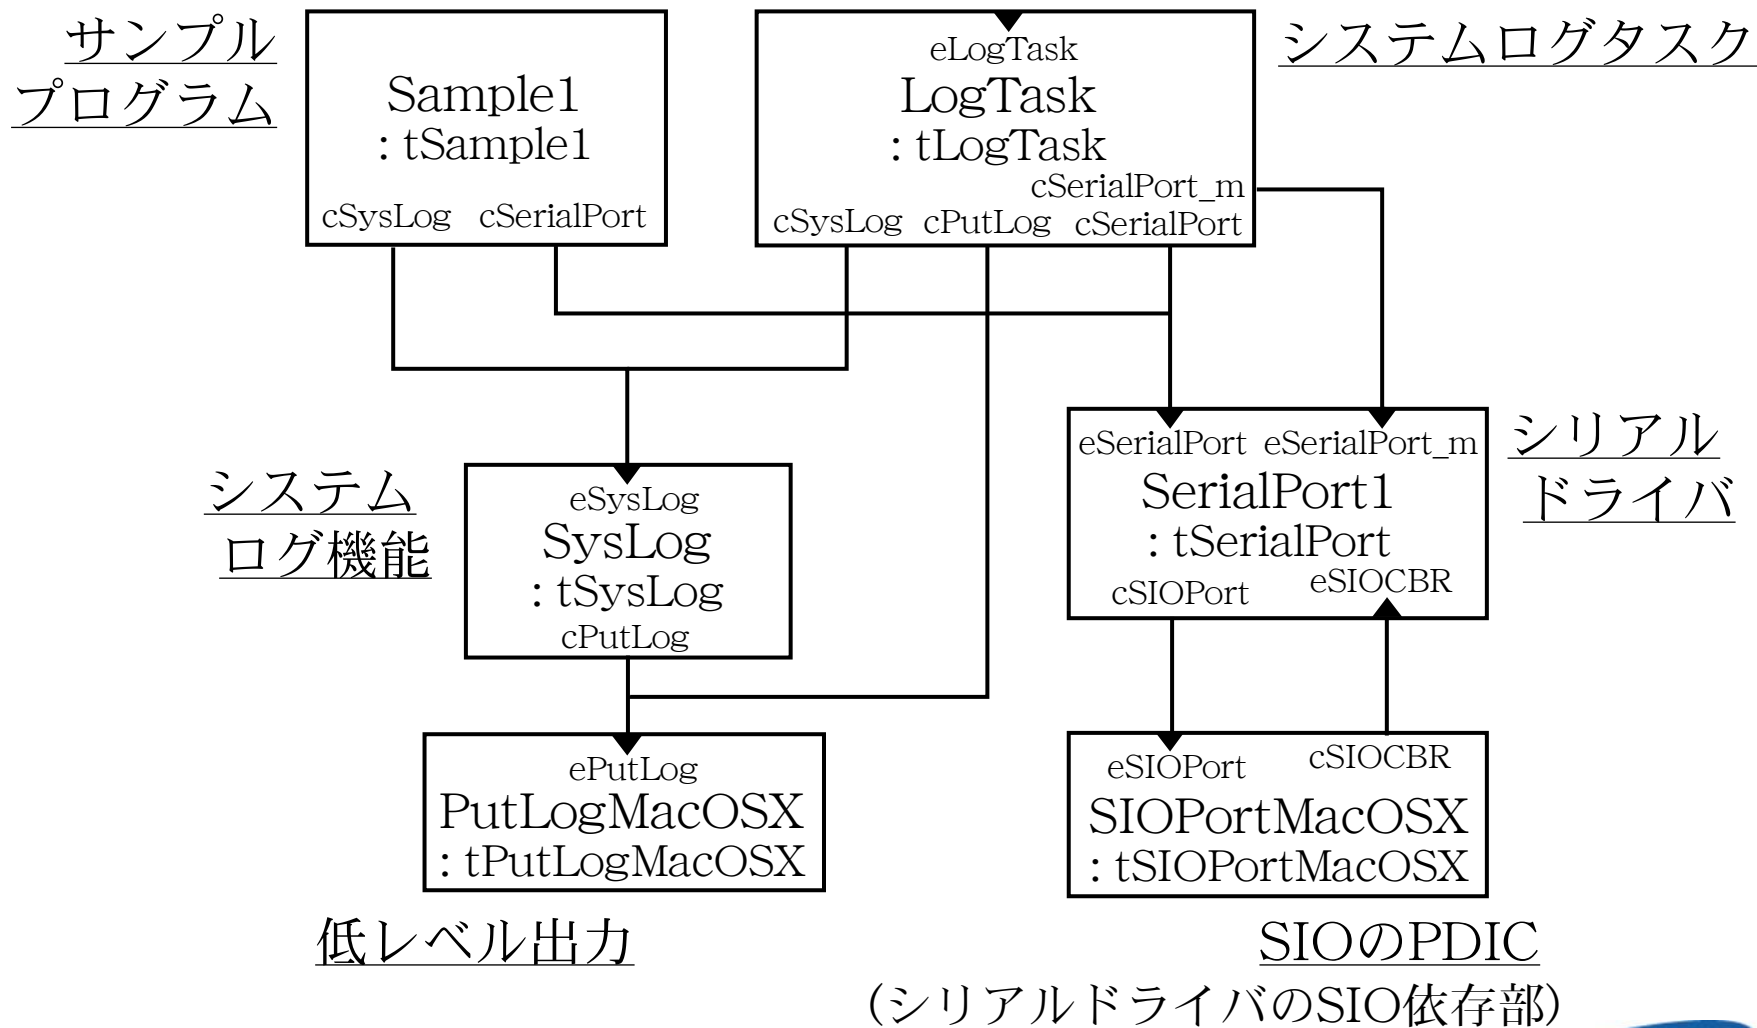 サンプル
プログラム
Sample1
: tSample1
cSysLog cSerialPort
eLogTask
LogTask
: tLogTask
cSerialPort_m
cSysLog cPutLog cSerialPort
システムログタスク
システム
ログ機能
eSysLog
SysLog
: tSysLog
cPutLog
eSerialPort eSerialPort_m
SerialPort1
: tSerialPort
cSIOPort eSIOCBR
シリアル
ドライバ
ePutLog
PutLogMacOSX
: tPutLogMacOSX
低レベル出力
eSIOPort cSIOCBR
SIOPortMacOSX
: tSIOPortMacOSX
SIOのPDIC
(シリアルドライバのSIO依存部)